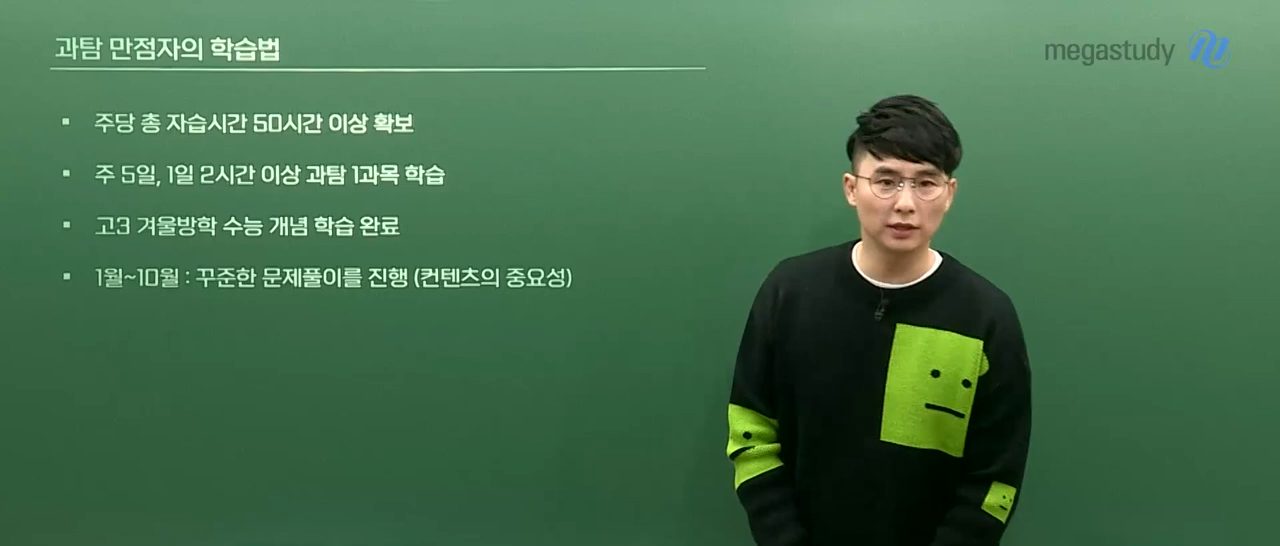 과탐 만점자의 학습법
megastudy
주당 총 자습시간 50시간 이상 확보
주 5일, 1일 2시간 이상 과탐 1과목 학습
고3 겨울방학 수능 개념 학습 완료
1월~10월 : 꾸준한 문제풀이를 진행 (컨텐츠의 중요성)